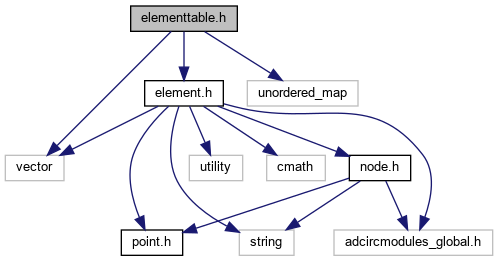 elementtable.h
element.h
unordered_map
vector
utility
cmath
node.h
point.h
string
adcircmodules_global.h